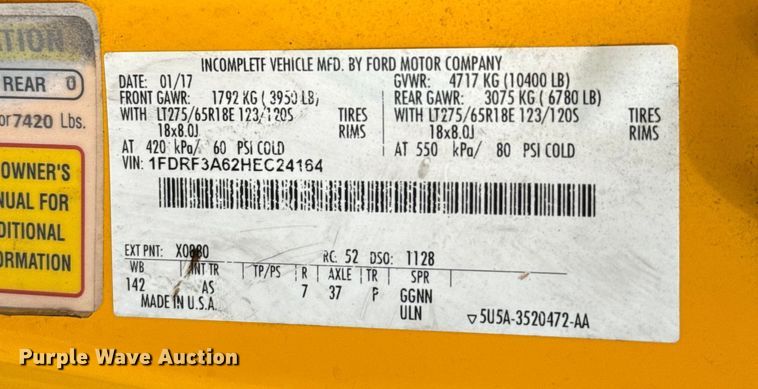 TION
REAR 0
or 7420 Lbs.
OWNER'S
NUAL FOR
DITIONAL
ORMATION
INCOMPLETE VEHICLE MFD. BY FORD MOTOR COMPANY
DATE: 01/17 GVWR: 4717 KG (10400 LB)
FRONT GAWR: 1792 KG ( 3950 LB) REAR GAWR: 3075 KG ( 6780 LB)
WITH LT275/65R18E 123/120S TIRES WITH LT275/65R18E 123/120S TIRES
18x8.0J RIMS 18x8.0J RIMS
AT 420 kPa/ 60 PSI COLD AT 550 kPa/ 80 PSI COLD
VIN: 1FDRF3A62HEC24164
EXT PNT: RC: 52 DSO: 1128
WB INT TR TP/PS R AXLE TR SPR
142 AS 7 37 P GGNN
MADE IN U.S.A. ULN ▽5U5A-3520472-AA
Purple Wave Auction